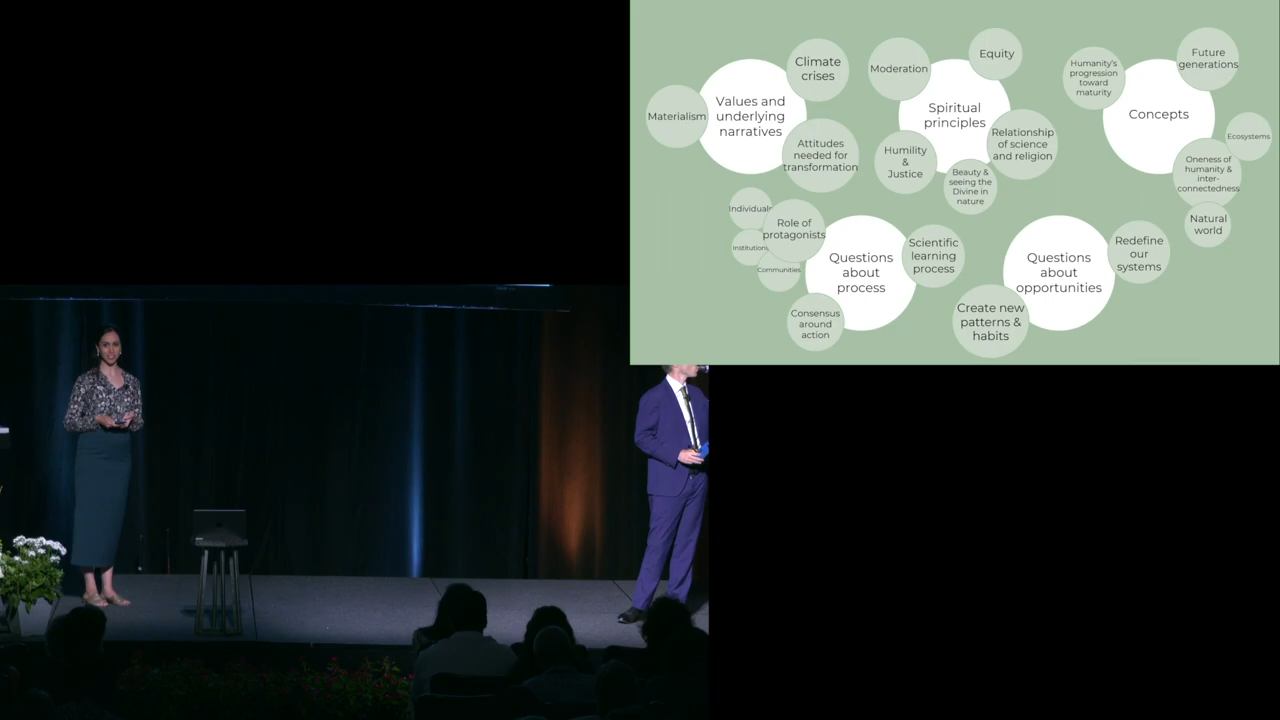 Values and
underlying
narratives
Materialism
Climate
crises
Attitudes
needed for
transformation
Spiritual
principles
Moderation
Equity
Humility
&
Justice
Beauty &
seeing the
Divine in
nature
Relationship
of science
and religion
Concepts
Humanity's
progression
toward
maturity
Future
generations
Ecosystems
Oneness of
humanity &
inter-
connectedness
Natural
world
Questions
about
process
Individuals
Institutions
Communities
Role of
protagonists
Scientific
learning
process
Consensus
around
action
Questions
about
opportunities
Redefine
our
systems
Create new
patterns &
habits